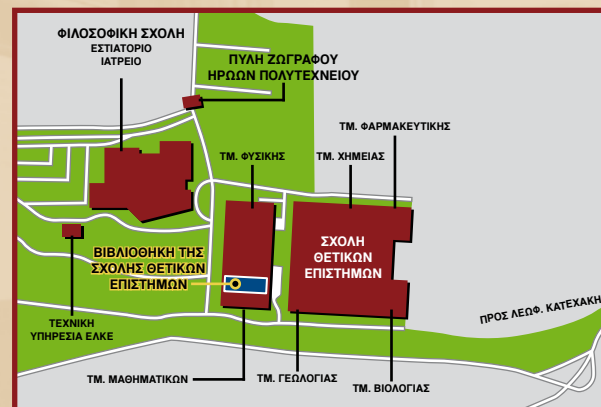 ΦΙΛΟΣΟΦΙΚΗ ΣΧΟΛΗ
ΕΣΤΙΑΤΟΡΙΟ
ΙΑΤΡΕΙΟ
ΠΥΛΗ ΖΩΓΡΑΦΟΥ
ΗΡΩΩΝ ΠΟΛΥΤΕΧΝΕΙΟΥ
ΤΜ. ΦΑΡΜΑΚΕΥΤΙΚΗΣ
ΤΜ. ΦΥΣΙΚΗΣ
ΤΜ. ΧΗΜΕΙΑΣ
ΣΧΟΛΗ
ΘΕΤΙΚΩΝ
ΕΠΙΣΤΗΜΩΝ
ΒΙΒΛΙΟΘΗΚΗ ΤΗΣ
ΣΧΟΛΗΣ ΘΕΤΙΚΩΝ
ΕΠΙΣΤΗΜΩΝ
ΠΡΟΣ ΛΕΩΦ. ΚΑΤΕΧΑΚΗ
ΤΕΧΝΙΚΗ
ΥΠΗΡΕΣΙΑ ΕΛΚΕ
ΤΜ. ΜΑΘΗΜΑΤΙΚΩΝ
ΤΜ. ΓΕΩΛΟΓΙΑΣ
ΤΜ. ΒΙΟΛΟΓΙΑΣ